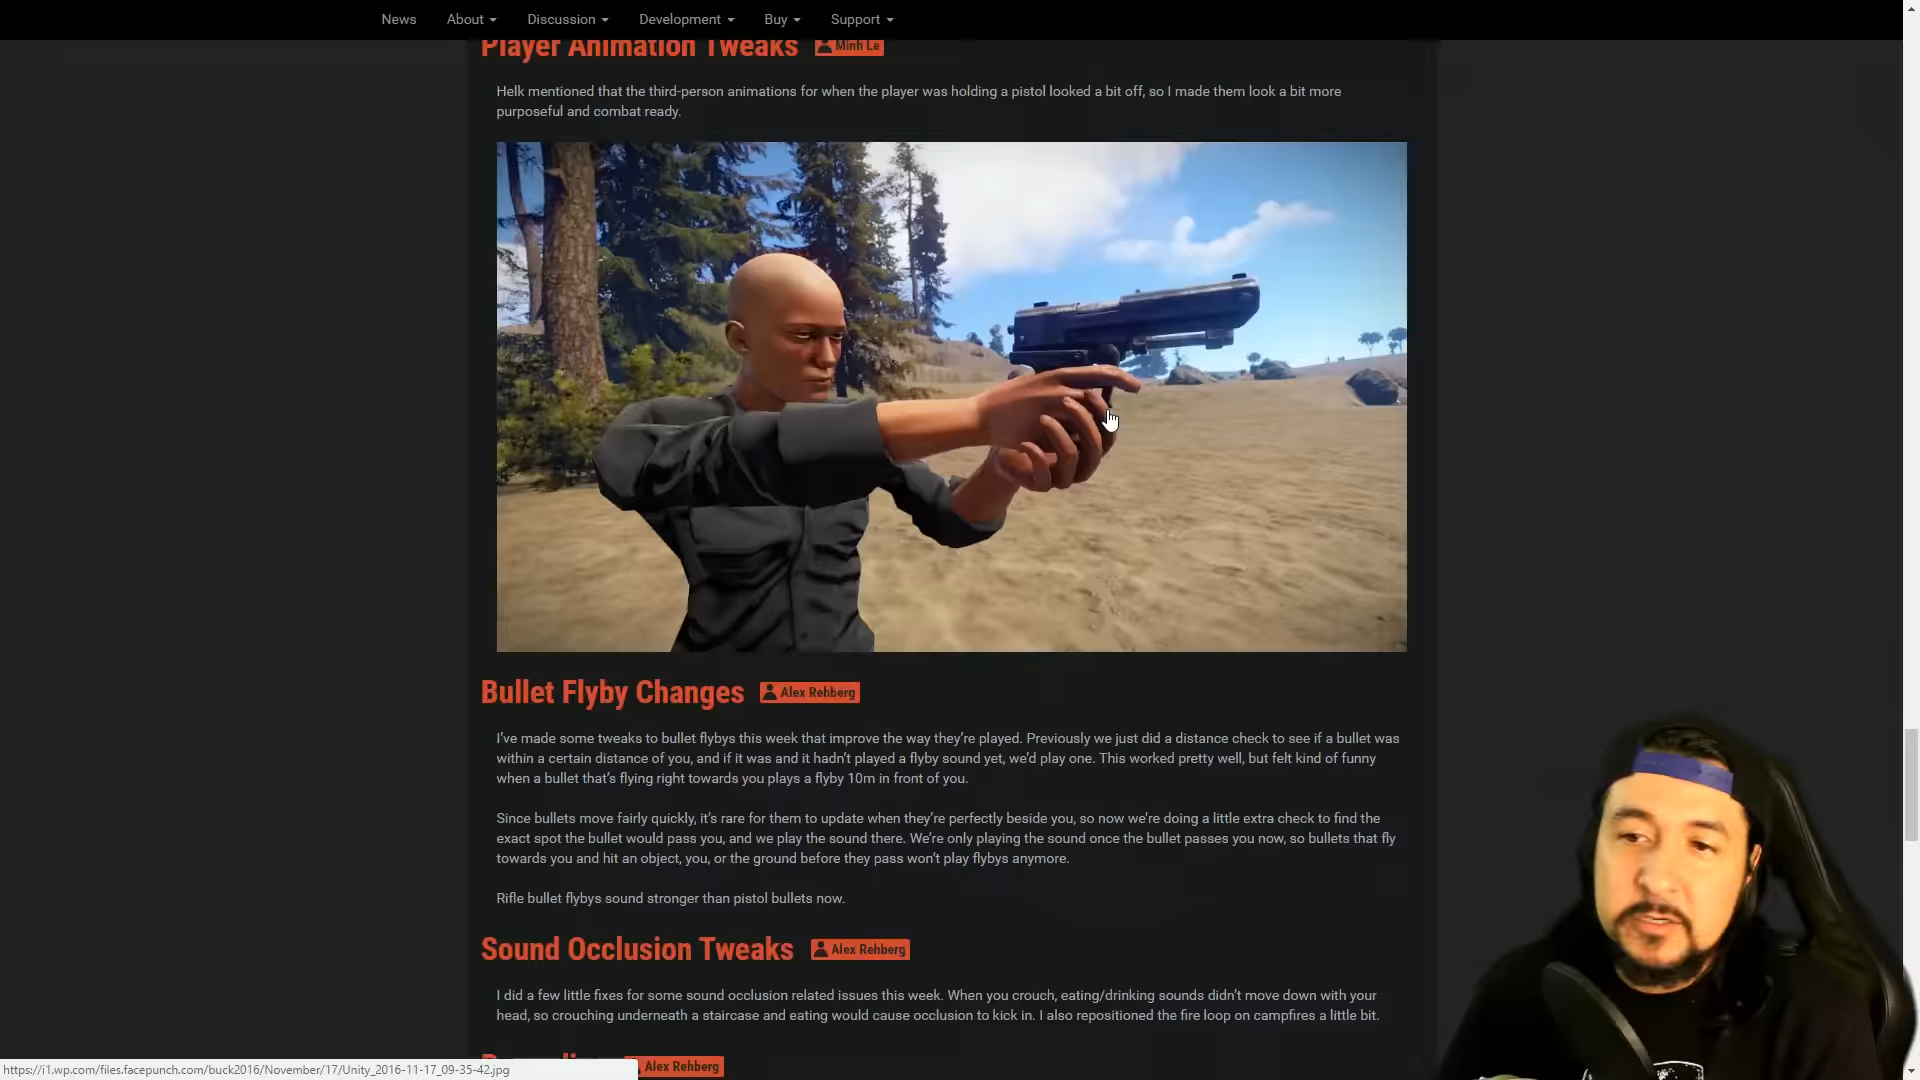 News About Discussion Development Buy Support
Player Animation Tweaks Minh Le
Helk mentioned that the third-person animations for when the player was holding a pistol looked a bit off, so I made them look a bit more
purposeful and combat ready.
Bullet Flyby Changes Alex Rehberg
I've made some tweaks to bullet flybys this week that improve the way they're played. Previously we just did a distance check to see if a bullet was
within a certain distance of you, and if it was and it hadn't played a flyby sound yet, we'd play one. This worked pretty well, but felt kind of funny
when a bullet that's flying right towards you plays a flyby 10m in front of you.
Since bullets move fairly quickly, it's rare for them to update when they're perfectly beside you, so now we're doing a little extra check to find the
exact spot the bullet would pass you, and we play the sound there. We're only playing the sound once the bullet passes you now, so bullets that fly
towards you and hit an object, you, or the ground before they pass won't play flybys anymore.
Rifle bullet flybys sound stronger than pistol bullets now.
Sound Occlusion Tweaks Alex Rehberg
I did a few little fixes for some sound occlusion related issues this week. When you crouch, eating/drinking sounds didn't move down with your
head, so crouching underneath a staircase and eating would cause occlusion to kick in. I also repositioned the fire loop on campfires a little bit.
Alex Rehberg
https://i1.wp.com/files.facepunch.com/buck2016/November/17/Unity_2016-11-17_09-35-42.jpg